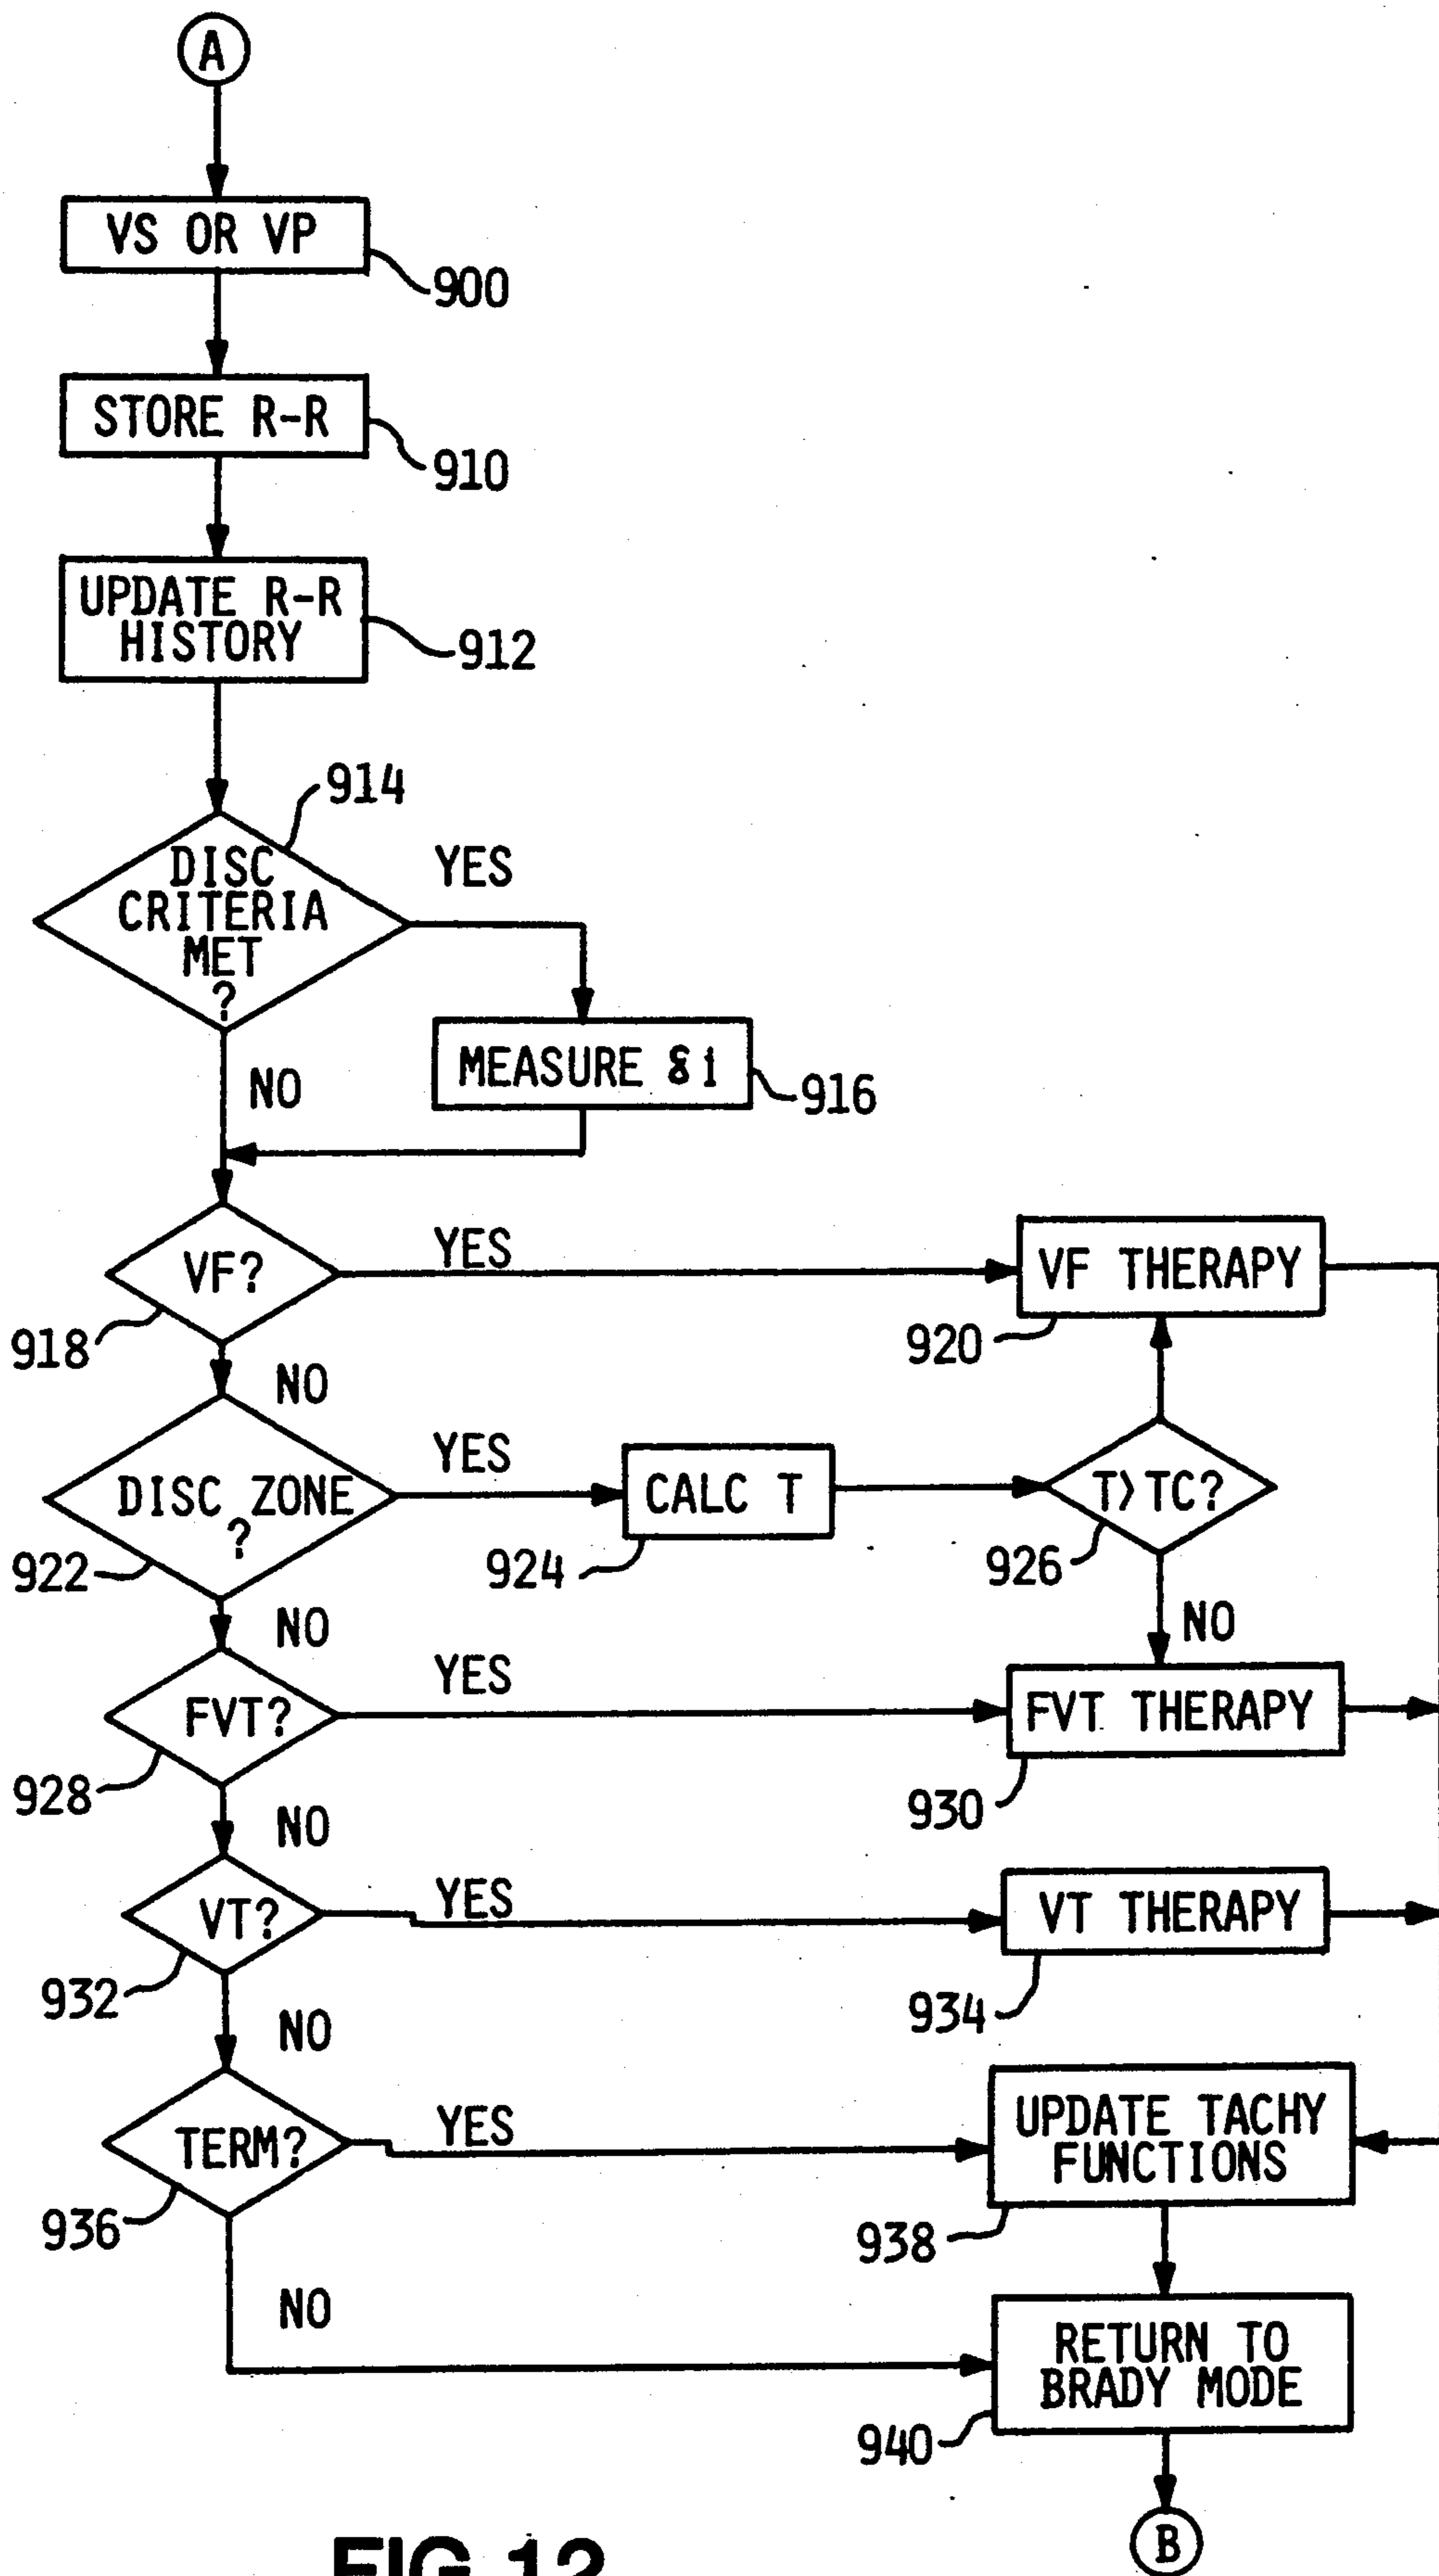 A
VS OR VP
900
STORE R-R
910
UPDATE R-R
HISTORY
912
914
DISC
CRITERIA
MET
?
YES
NO
MEASURE δi
916
VF?
YES
VF THERAPY
918
920
NO
DISC ZONE
?
YES
CALC T
T>TC?
922
924
926
NO
NO
FVT?
YES
FVT THERAPY
928
930
NO
VT?
YES
VT THERAPY
932
934
NO
TERM?
YES
UPDATE TACHY
FUNCTIONS
936
938
NO
RETURN TO
BRADY MODE
940
B
FIG.12